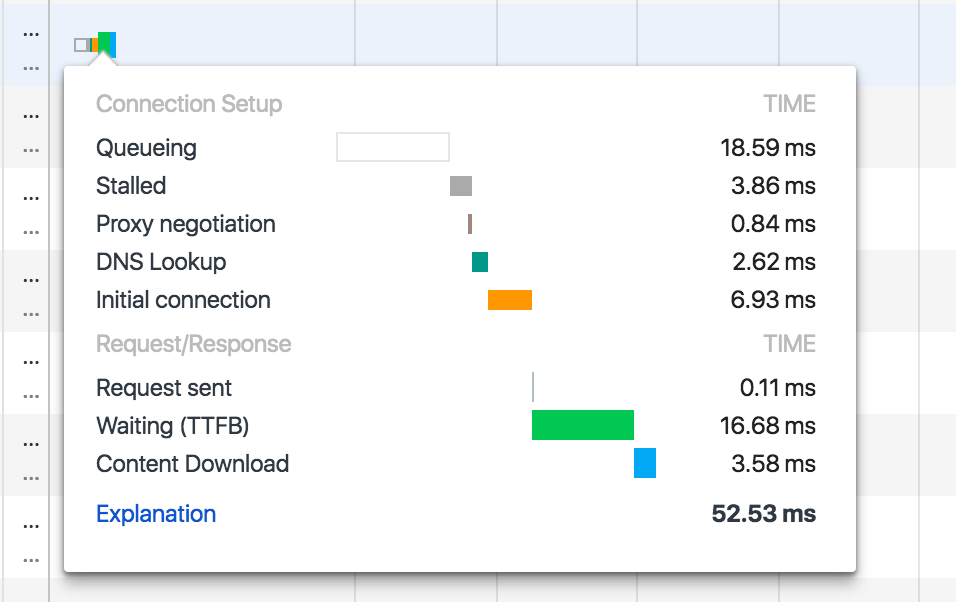 ...
...
Connection Setup TIME
Queueing 18.59 ms
Stalled 3.86 ms
Proxy negotiation 0.84 ms
DNS Lookup 2.62 ms
Initial connection 6.93 ms
Request/Response TIME
Request sent 0.11 ms
Waiting (TTFB) 16.68 ms
Content Download 3.58 ms
Explanation 52.53 ms